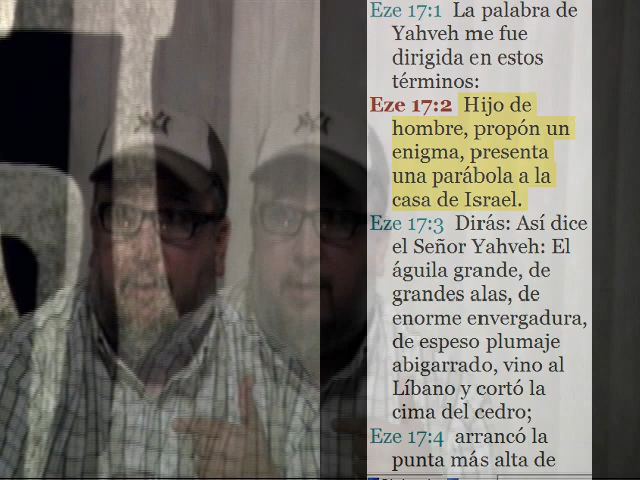 Eze 17:1 La palabra de
Yahveh me fue
dirigida en estos
términos:
Eze 17:2 Hijo de
hombre, propón un
enigma, presenta
una parábola a la
casa de Israel.
Eze 17:3 Dirás: Así dice
el Señor Yahveh: El
águila grande, de
grandes alas, de
enorme envergadura,
de espeso plumaje
abigarrado, vino al
Líbano y cortó la
cima del cedro;
Eze 17:4 arrancó la
punta más alta de